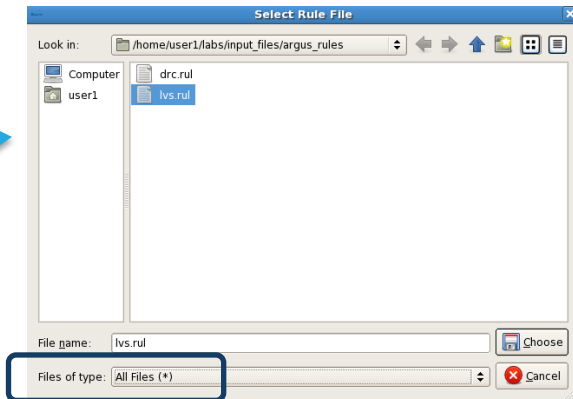 Select Rule File
Look in: /home/user1/labs/input_files/argus_rules
Computer
user1
drc.rul
lvs.rul
File name: lvs.rul
Choose
Files of type: All Files (*)
Cancel